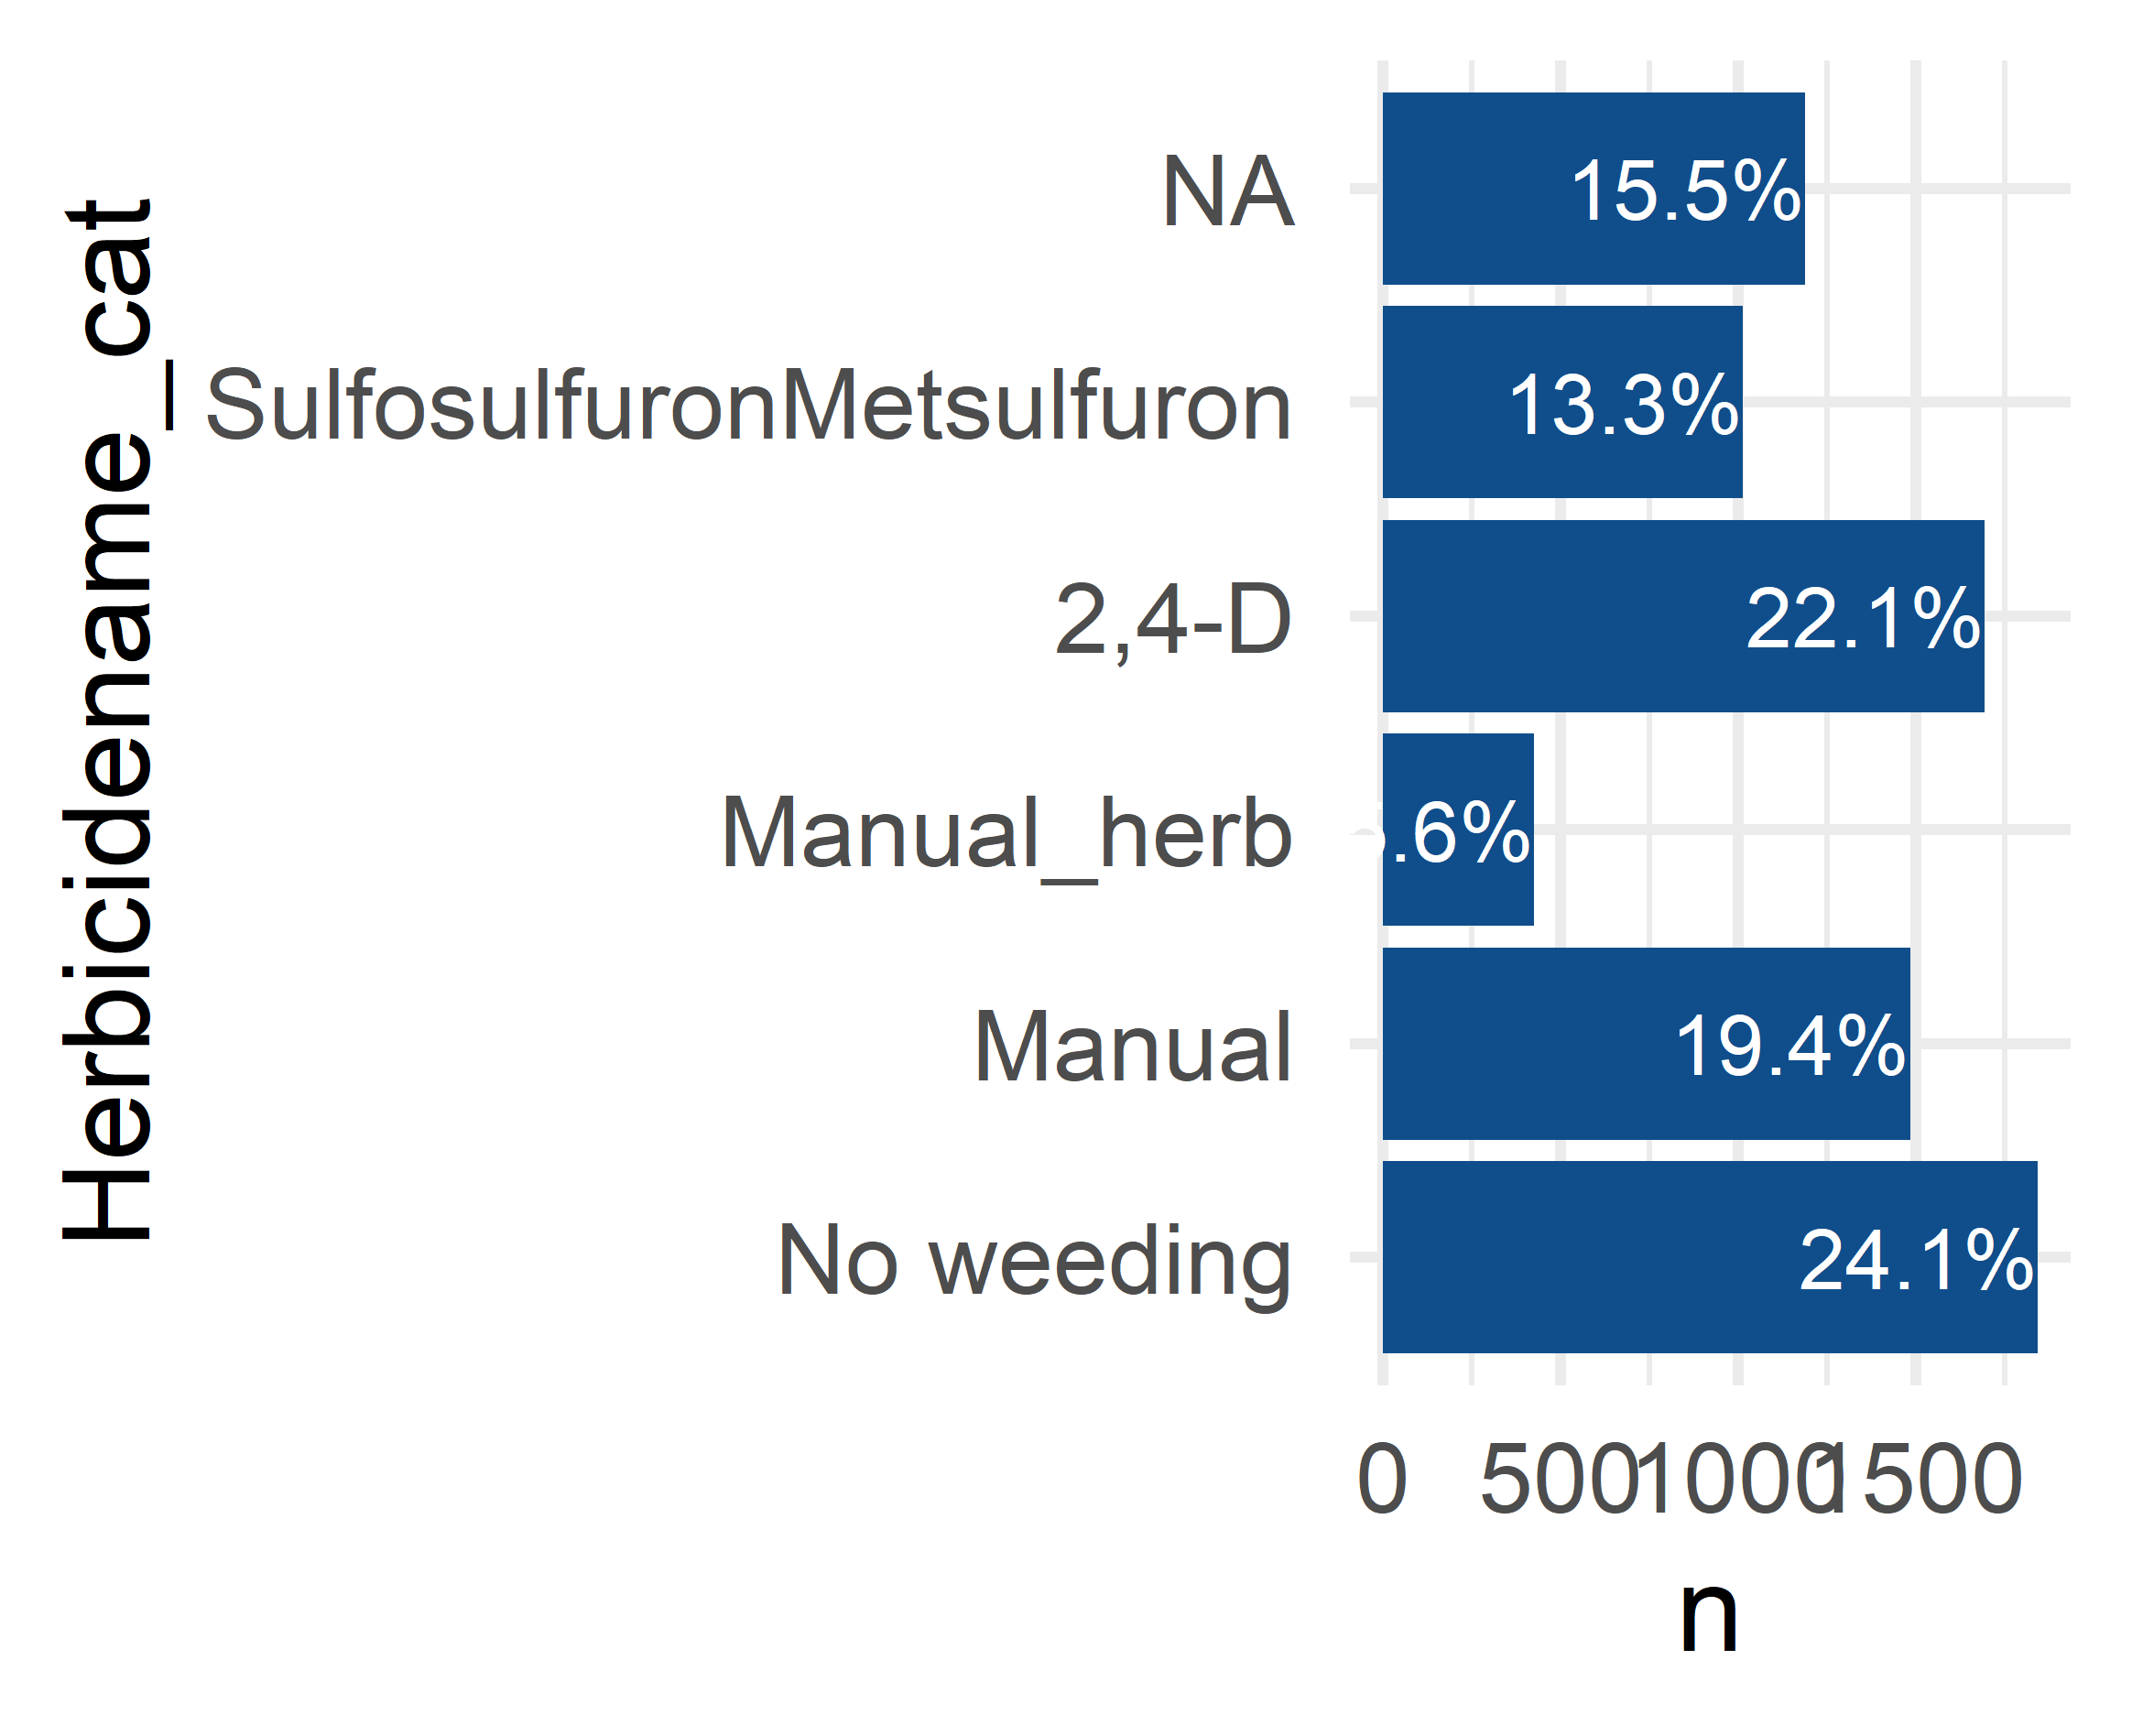 Herbicidename_cat
NA
15.5%
SulfosulfuronMetsulfuron
13.3%
2,4-D
22.1%
Manual_herb
.6%
Manual
19.4%
No weeding
24.1%
0 500 1000 1500
n